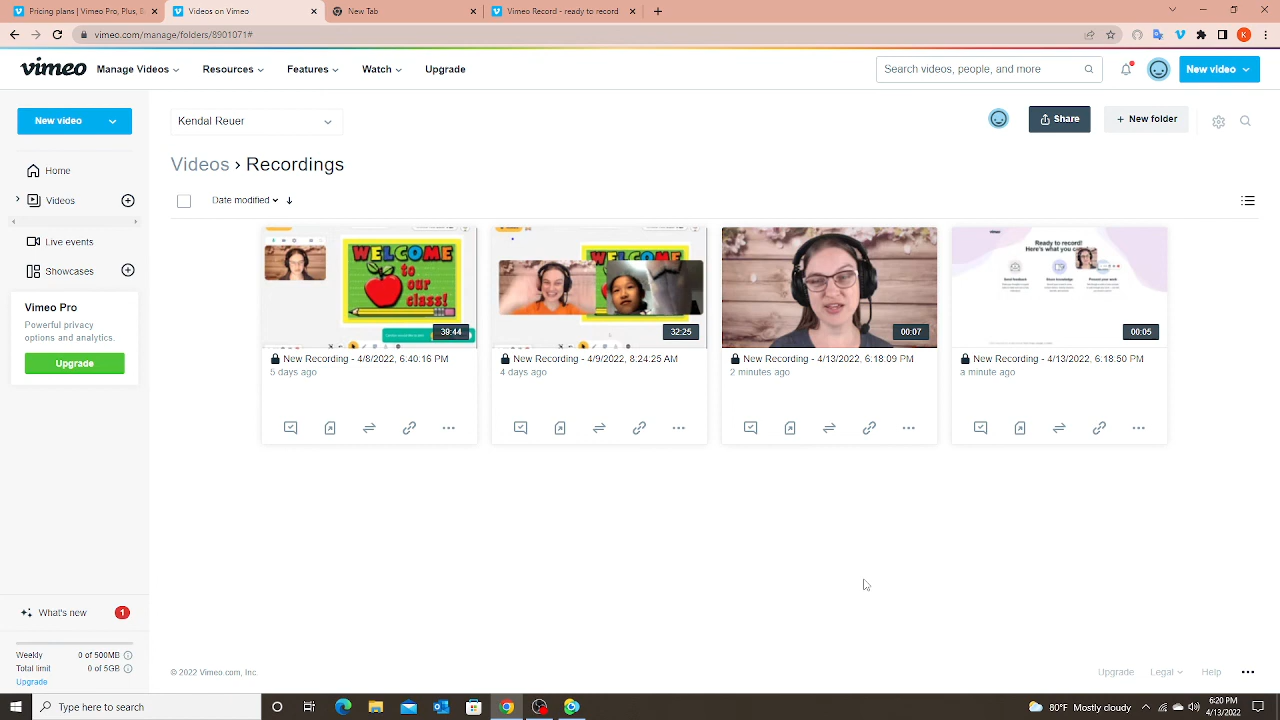 Pricing plans | Vimeo Pro, Plus,
Videos on Vimeo
New Tab
Vimeo Record - ready to record
vimeo.com/manage/folders/8901071#
K
vimeo
Manage Videos
Resources
Features
Watch
Upgrade
Search videos, people, and more
New video
New video
Home
Videos
Live events
Showcases
Vimeo Pro
Powerful privacy
options and analytics.
Upgrade
What's new
1
Weekly
0 of 500MB
Total limit
0 of 5GB
Upgrade
Kendal Reuer
Share
+ New folder
Videos › Recordings
Date modified
WELCOME
to
our
class!
39:44
New Recording - 4/8/2022, 6:40:16 PM
5 days ago
32:25
New Recording - 4/9/2022, 8:24:25 AM
4 days ago
00:07
New Recording - 4/13/2022, 6:18:09 PM
2 minutes ago
Ready to record!
00:05
New Recording - 4/13/2022, 6:18:50 PM
a minute ago
© 2022 Vimeo.com, Inc.
Upgrade
Legal
Help
Type here to search
80°F Mostly cloudy
6:20 PM
4/13/2022